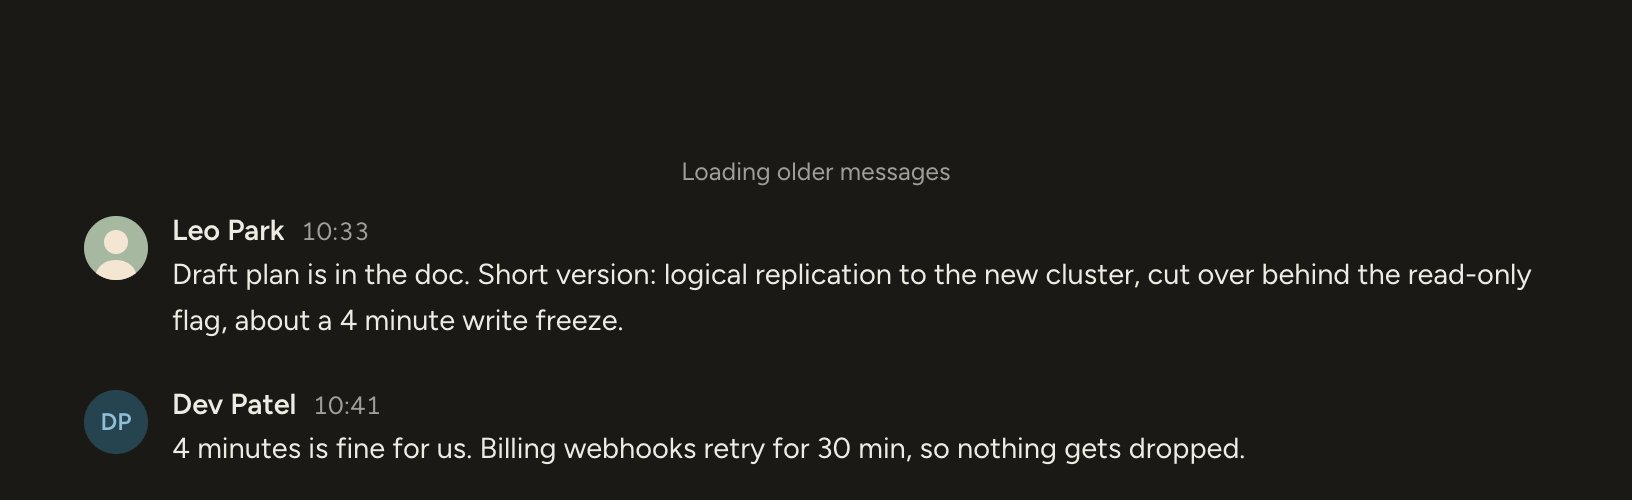 Loading older messages
Leo Park 10:33
Draft plan is in the doc. Short version: logical replication to the new cluster, cut over behind the read-only
flag, about a 4 minute write freeze.
DP
Dev Patel 10:41
4 minutes is fine for us. Billing webhooks retry for 30 min, so nothing gets dropped.